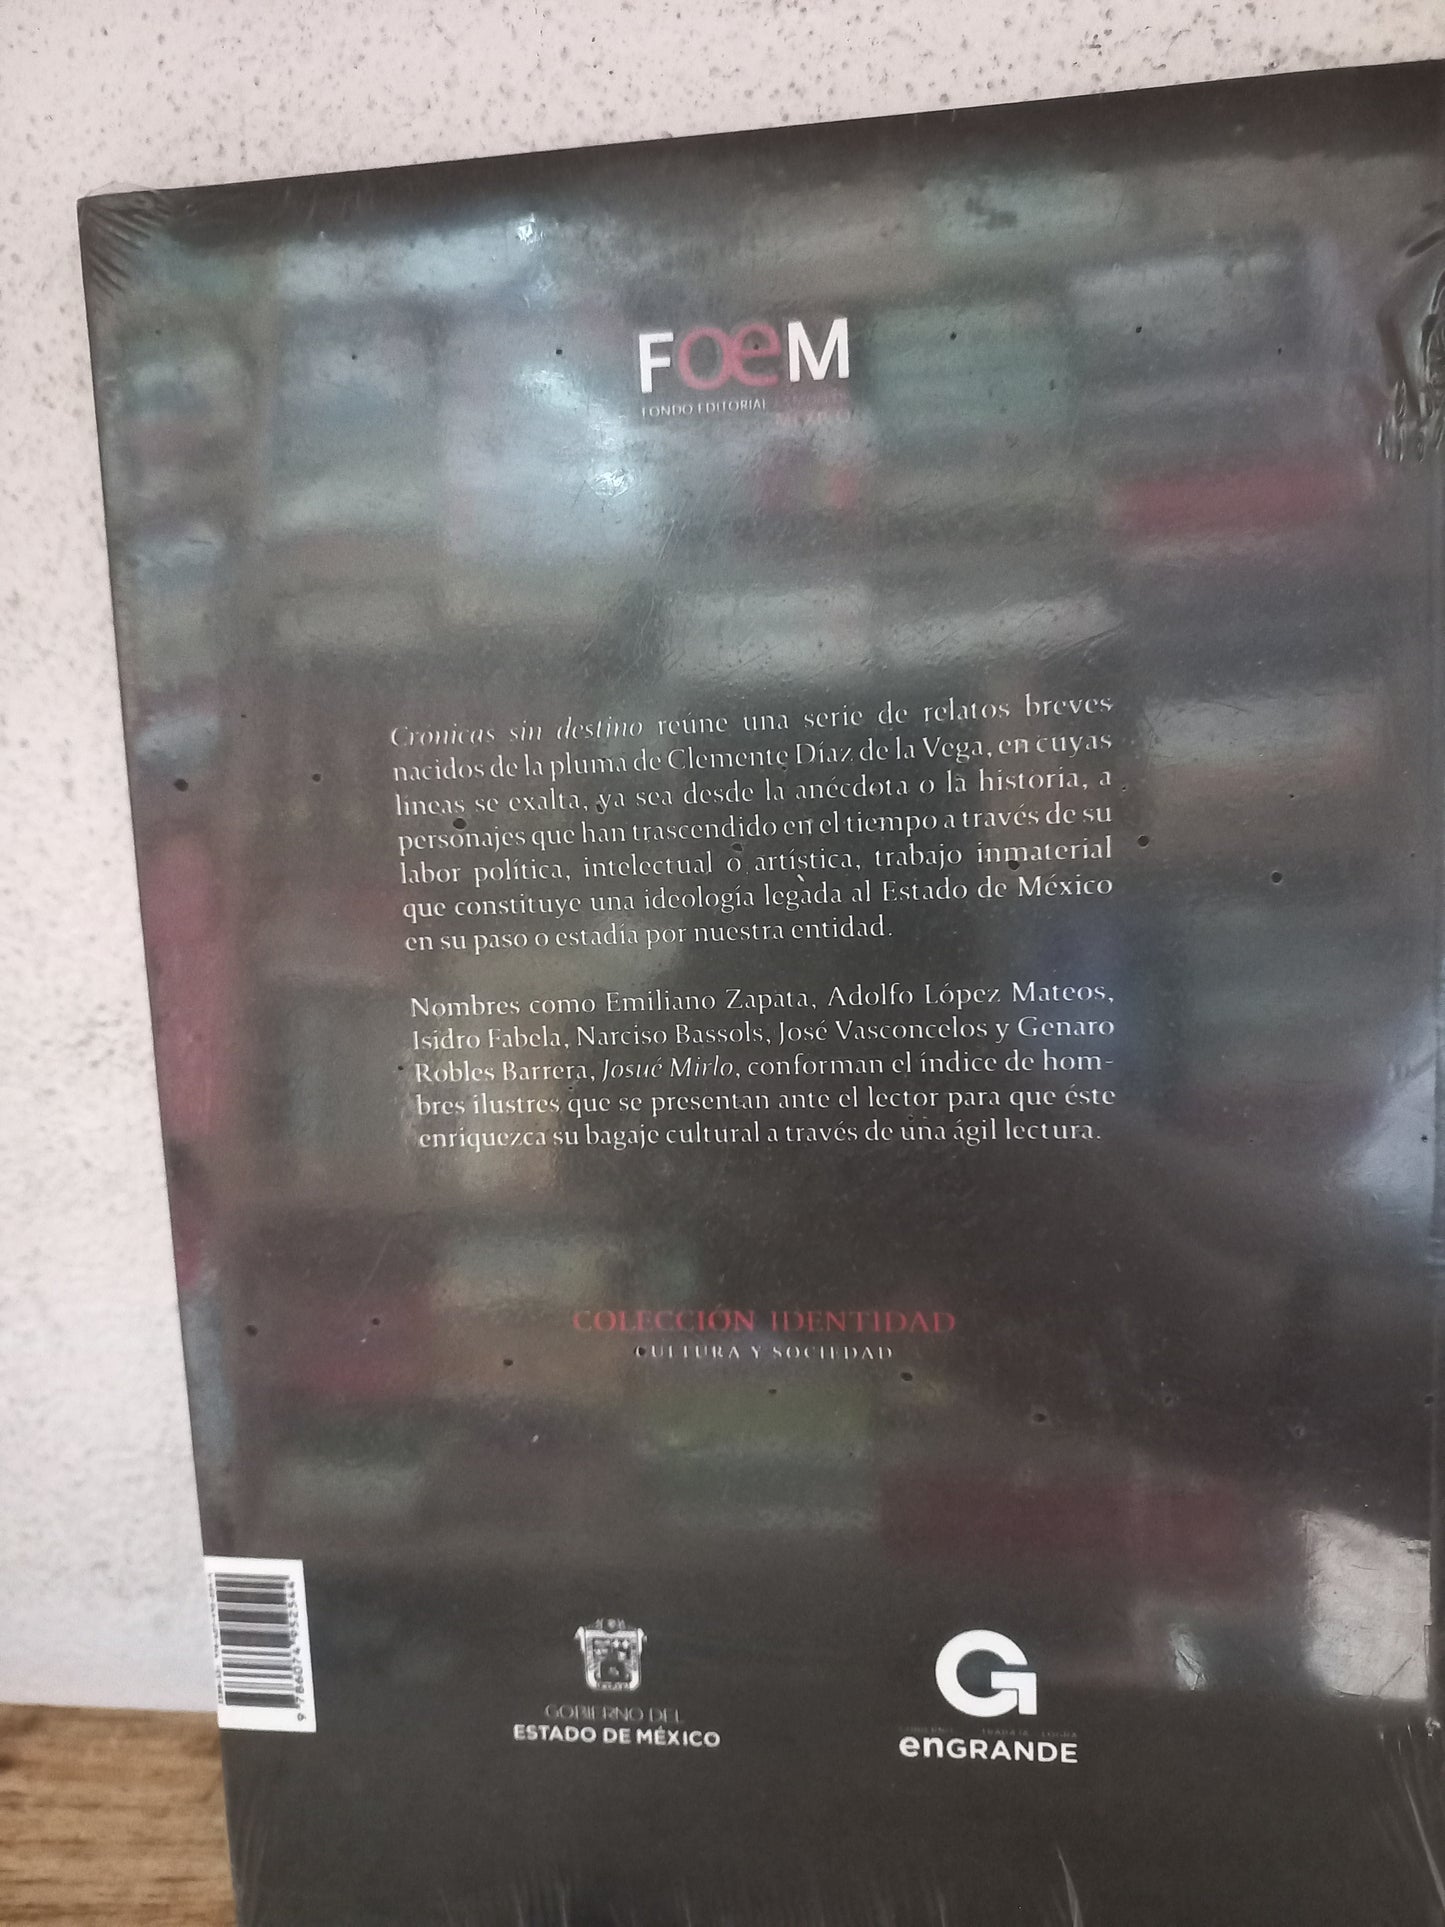 FOEM
FONDO EDITORIAL
Crónicas sin destino reúne una serie de relatos breves
nacidos de la pluma de Clemente Díaz de la Vega, en cuyas
líneas se exalta, ya sea desde la anécdota o la historia, a
personajes que han trascendido en el tiempo a través de su
labor política, intelectual o artística, trabajo inmaterial
que constituye una ideología legada al Estado de México
en su paso o estadía por nuestra entidad.
Nombres como Emiliano Zapata, Adolfo López Mateos,
Isidro Fabela, Narciso Bassols, José Vasconcelos y Genaro
Robles Barrera, Josué Mirlo, conforman el índice de hom-
bres ilustres que se presentan ante el lector para que éste
enriquezca su bagaje cultural a través de una ágil lectura.
COLECCIÓN IDENTIDAD
CULTURA Y SOCIEDAD
9 786074 952544
GOBIERNO DEL
ESTADO DE MÉXICO
enGRANDE